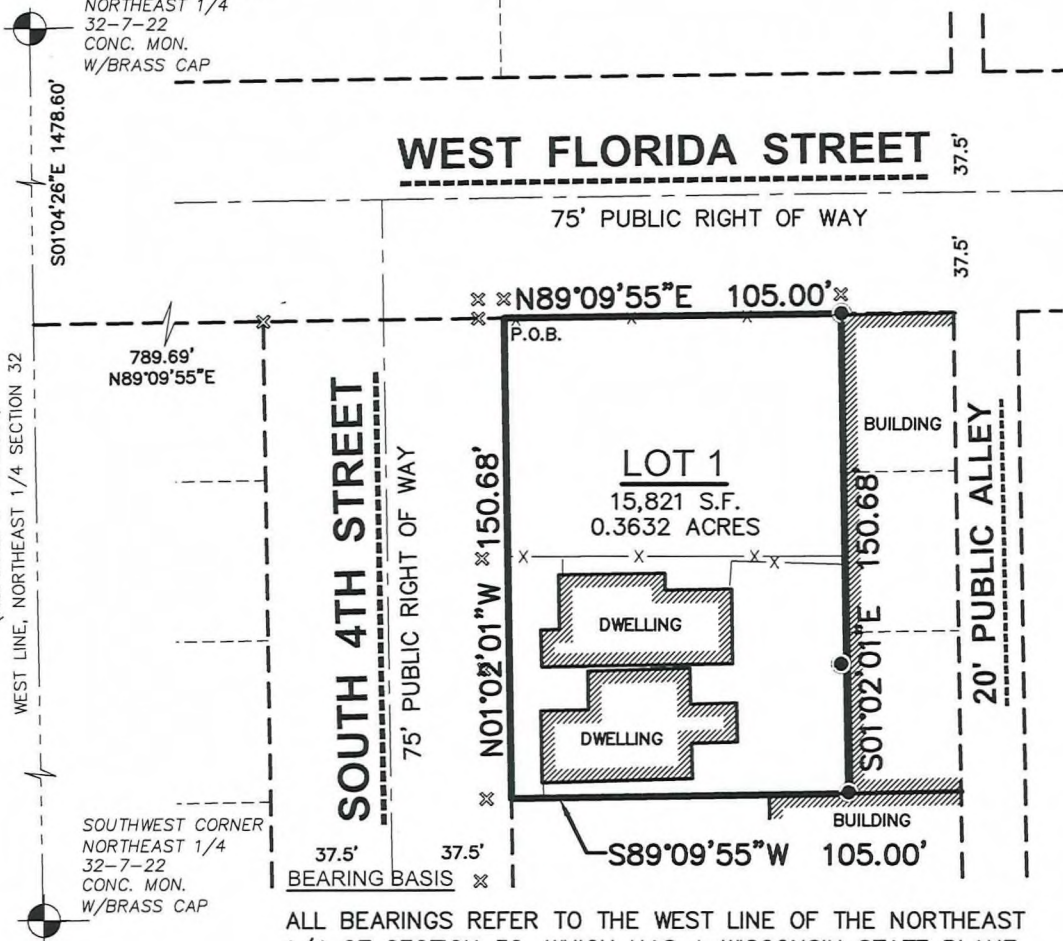 NORTHEAST 1/4
32-7-22
CONC. MON.
W/BRASS CAP
S01°04'26"E 1478.60'
WEST FLORIDA STREET
37.5'
75' PUBLIC RIGHT OF WAY
37.5'
N89°09'55"E 105.00'
P.O.B.
789.69'
N89°09'55"E
WEST LINE, NORTHEAST 1/4 SECTION 32
SOUTH 4TH STREET
75' PUBLIC RIGHT OF WAY
N01°02'01"W 150.68'
LOT 1
15,821 S.F.
0.3632 ACRES
DWELLING
DWELLING
S01°02'01"E 150.68'
BUILDING
20' PUBLIC ALLEY
BUILDING
S89°09'55"W 105.00'
SOUTHWEST CORNER
NORTHEAST 1/4
32-7-22
CONC. MON.
W/BRASS CAP
37.5' 37.5'
BEARING BASIS
ALL BEARINGS REFER TO THE WEST LINE OF THE NORTHEAST